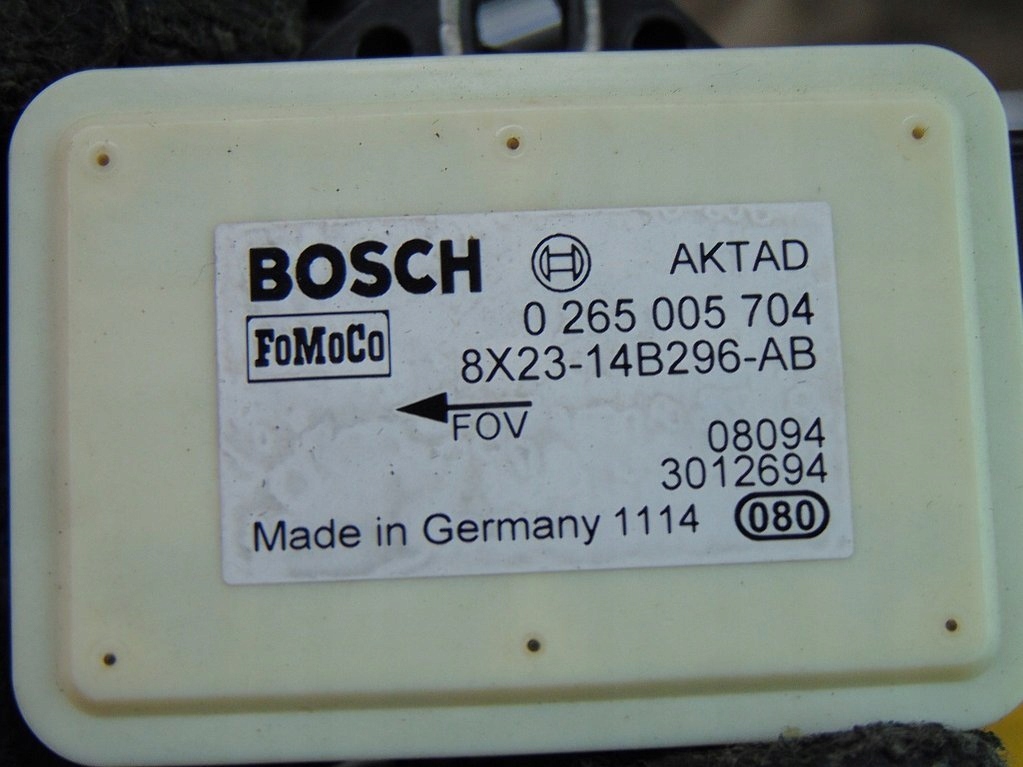 BOSCH AKTAD
0 265 005 704
FoMoCo
8X23-14B296-AB
FOV
08094
3012694
Made in Germany 1114 080